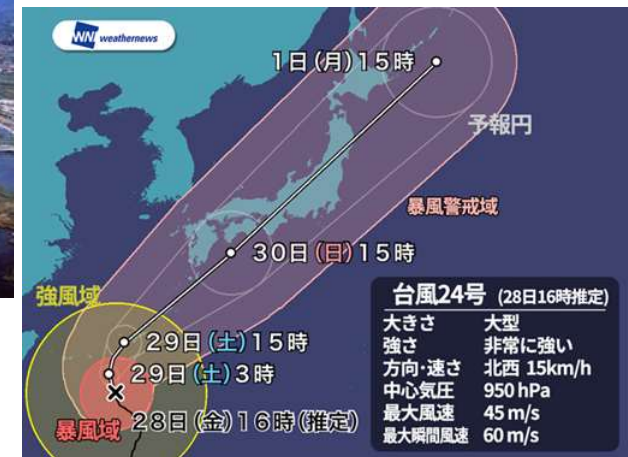 WNI weathernews
1日(月)15時
予報円
暴風警戒域
30日(日)15時
強風域
29日(土)15時
29日(土)3時
28日(金)16時(推定)
暴風域
台風24号 (28日16時推定)
大きさ 大型
強さ 非常に強い
方向・速さ 北西 15km/h
中心気圧 950 hPa
最大風速 45 m/s
最大瞬間風速 60 m/s